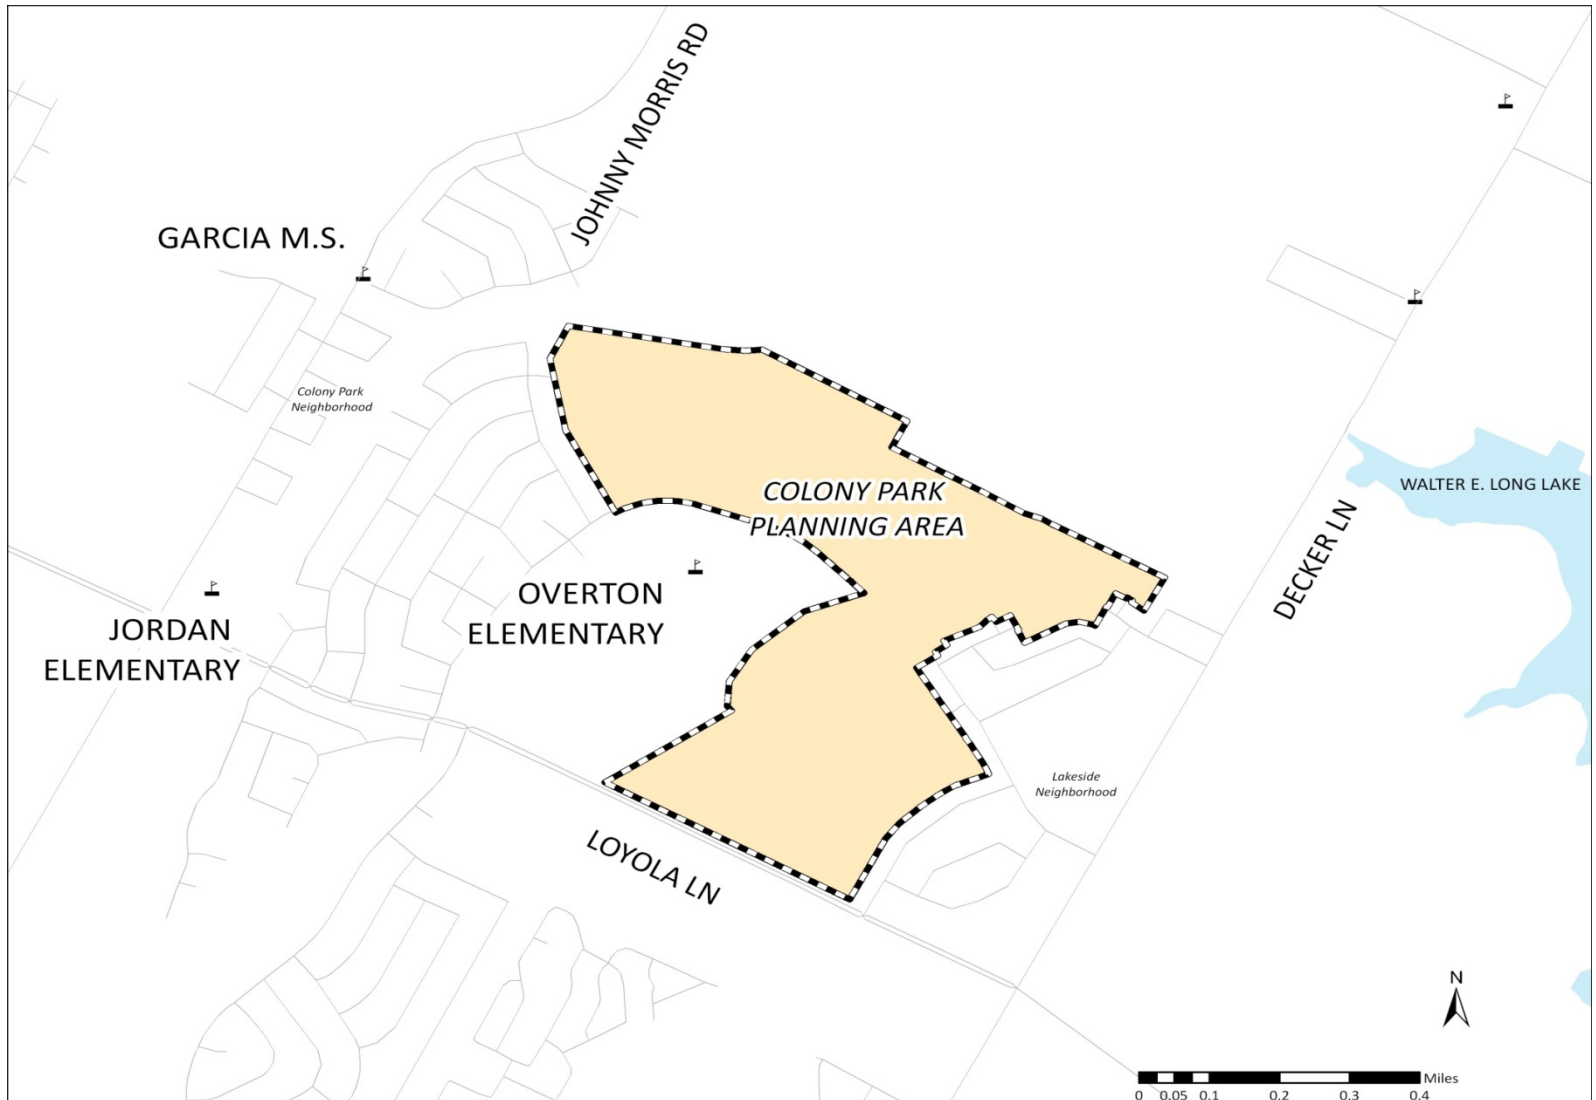 JOHNNY MORRIS RD
GARCIA M.S.
Colony Park
Neighborhood
COLONY PARK
PLANNING AREA
WALTER E. LONG LAKE
DECKER LN
OVERTON
ELEMENTARY
JORDAN
ELEMENTARY
Lakeside
Neighborhood
LOYOLA LN
N
Miles
0 0.05 0.1 0.2 0.3 0.4